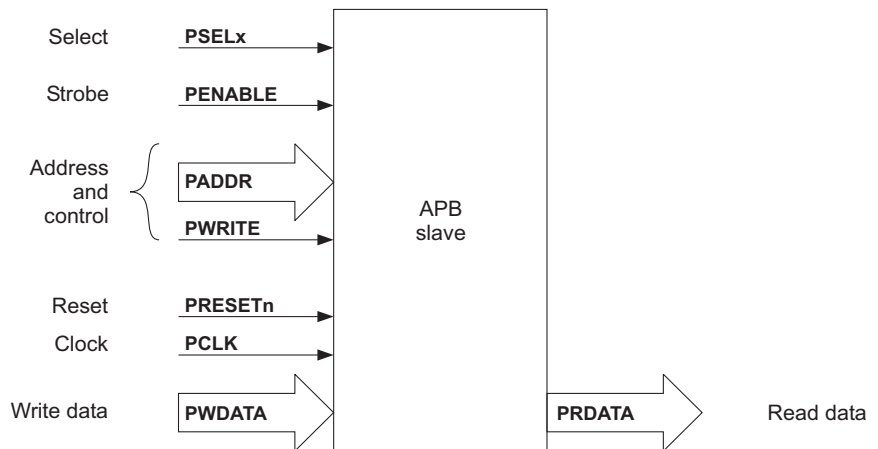 Select PSELx
Strobe PENABLE
Address
and
control
PADDR
PWRITE
APB
slave
Reset PRESETn
Clock PCLK
Write data PWDATA PRDATA Read data